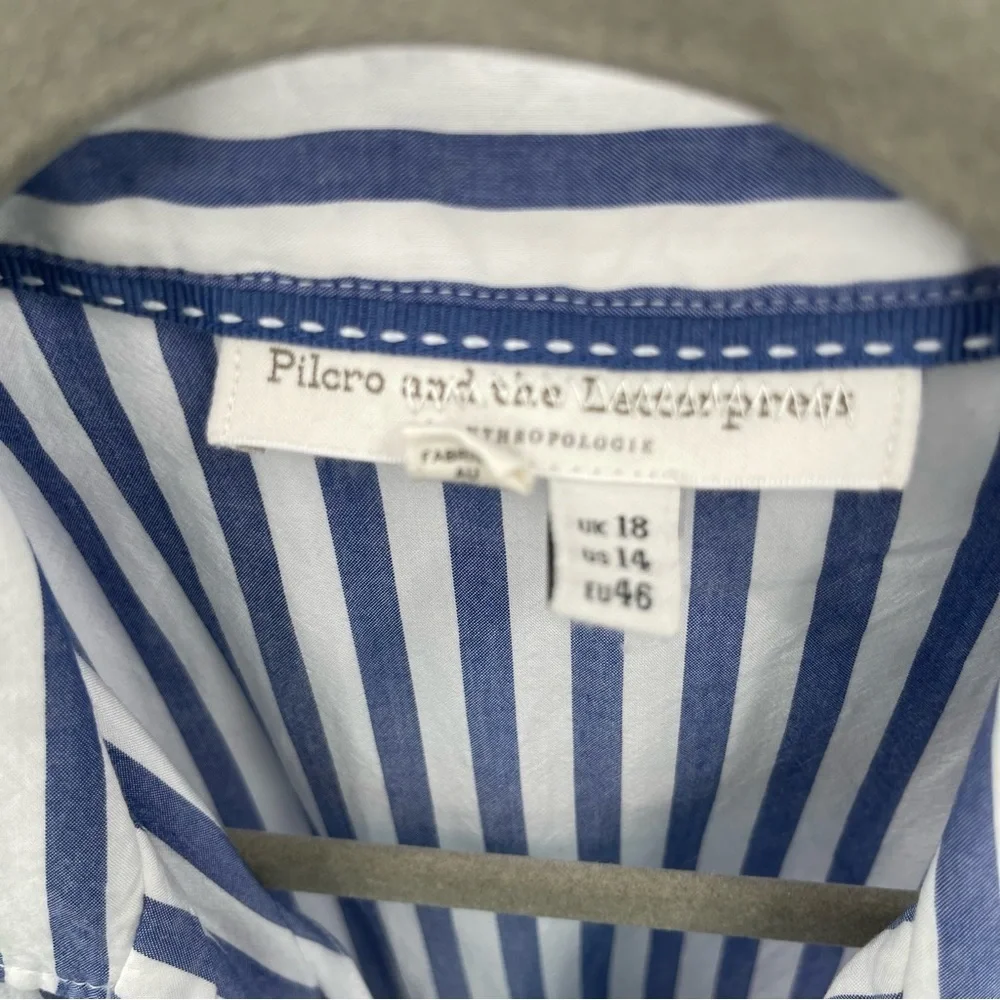 Pilcro and the Letterpress
ANTHROPOLOGIE
UK 18
US 14
EU 46